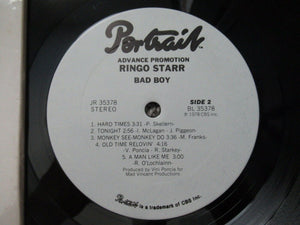 Portrait
ADVANCE PROMOTION
RINGO STARR
BAD BOY
JR 35378
STEREO
SIDE 2
BL 35378
℗ 1978 CBS Inc.
1. HARD TIMES 3:31 -P. Skellern-
2. TONIGHT 2:56 -I. McLagan - J. Pigeon-
3. MONKEY SEE-MONKEY DO 3:36 -M. Franks-
4. OLD TIME RELOVIN' 4:16
-V. Poncia - R. Starkey-
5. A MAN LIKE ME 3:00
-R. O'Lochlainn-
Produced by Vini Poncia for
Mad Vincent Productions
Portrait is a trademark of CBS Inc.